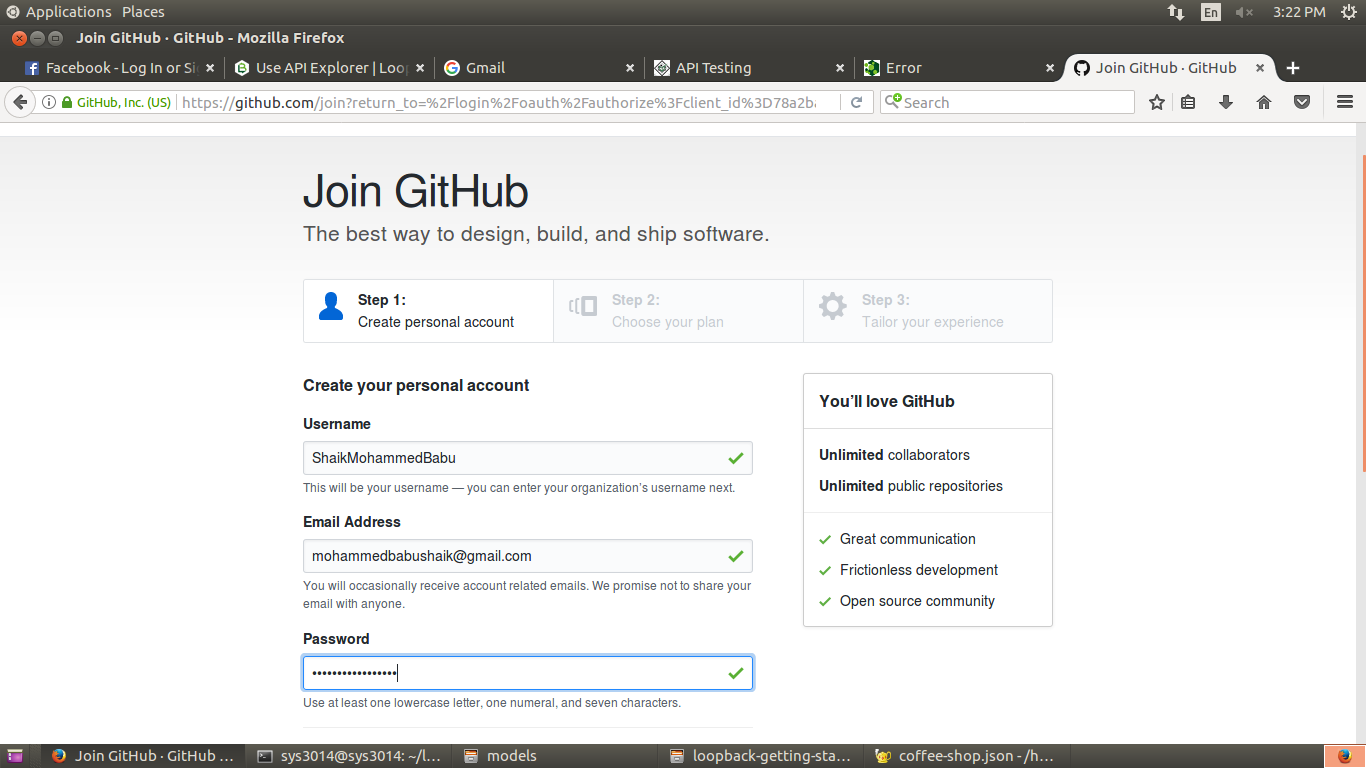 Applications Places
En
3:22 PM
Join GitHub · GitHub - Mozilla Firefox
Facebook - Log In or Si
Use API Explorer | Loo
Gmail
API Testing
Error
Join GitHub · GitHub
GitHub, Inc. (US)
https://github.com/join?return_to=%2Flogin%2Foauth%2Fauthorize%3Fclient_id%3D78a2ba
Search
Join GitHub
The best way to design, build, and ship software.
Step 1:
Create personal account
Step 2:
Choose your plan
Step 3:
Tailor your experience
Create your personal account
Username
ShaikMohammedBabu
This will be your username — you can enter your organization's username next.
Email Address
mohammedbabushaik@gmail.com
You will occasionally receive account related emails. We promise not to share your
email with anyone.
Password
•••••••••••••••••
Use at least one lowercase letter, one numeral, and seven characters.
You'll love GitHub
Unlimited collaborators
Unlimited public repositories
Great communication
Frictionless development
Open source community
Join GitHub · GitHub ...
sys3014@sys3014: ~/l...
models
loopback-getting-sta...
coffee-shop.json - /h...